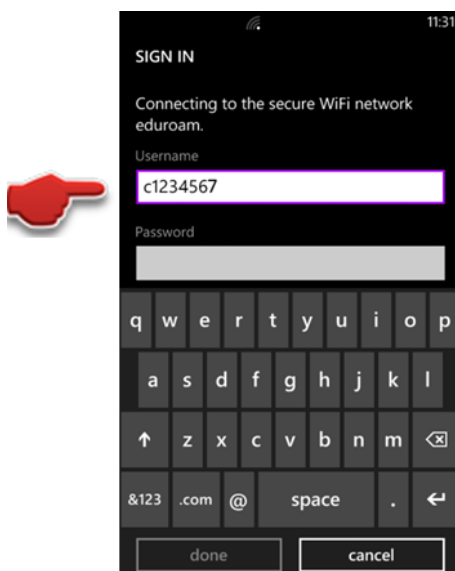 11:31
SIGN IN
Connecting to the secure WiFi network
eduroam.
Username
c1234567
Password
q w e r t y u i o p
a s d f g h j k l
z x c v b n m
&123 .com @ space .
done cancel